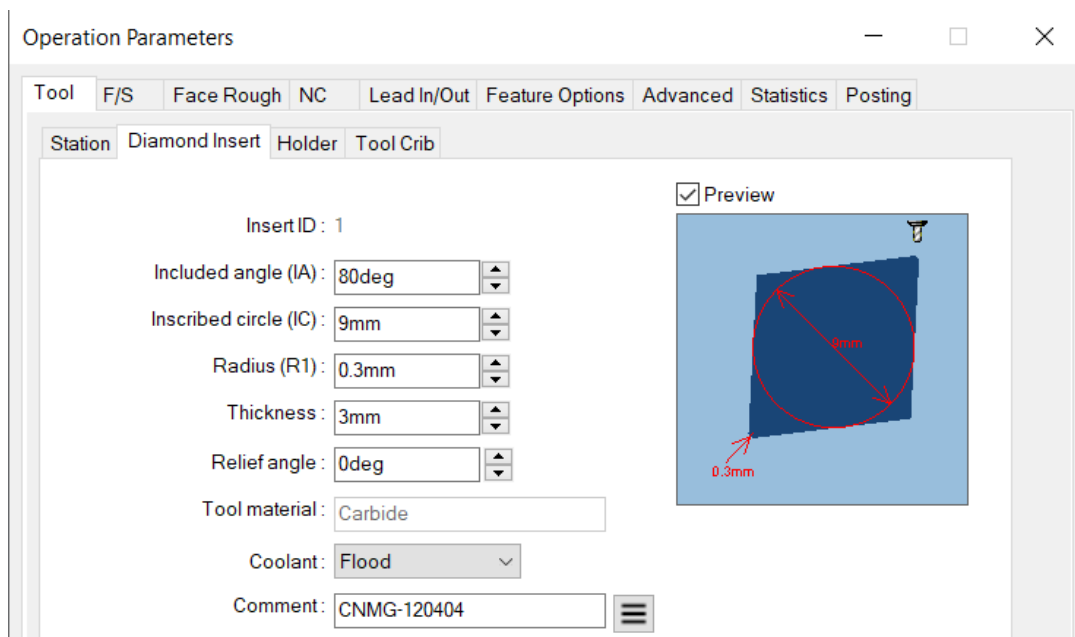 Operation Parameters
Tool F/S Face Rough NC Lead In/Out Feature Options Advanced Statistics Posting
Station Diamond Insert Holder Tool Crib
Preview
Insert ID : 1
Included angle (IA) : 80deg
Inscribed circle (IC) : 9mm
Radius (R1) : 0.3mm
Thickness : 3mm
Relief angle : 0deg
Tool material : Carbide
Coolant : Flood
Comment : CNMG-120404
9mm
0.3mm